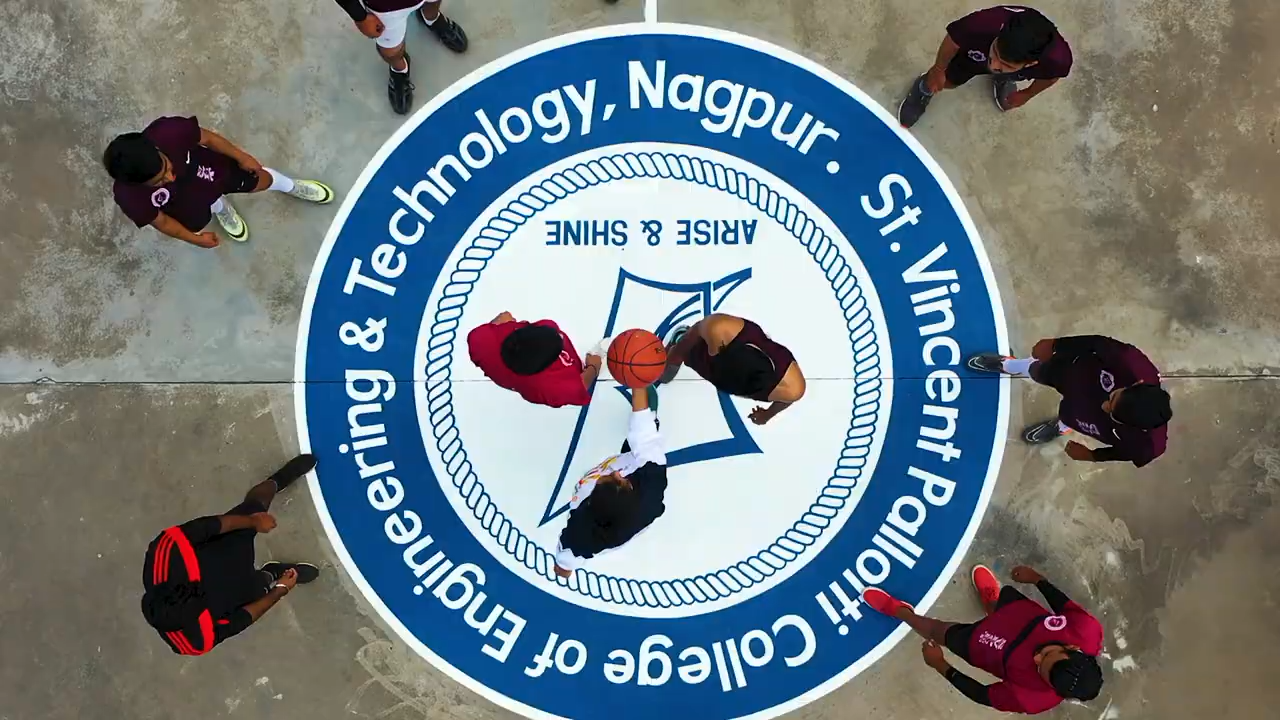 St. Vincent Pallotti College of Engineering & Technology, Nagpur.
ARISE & SHINE